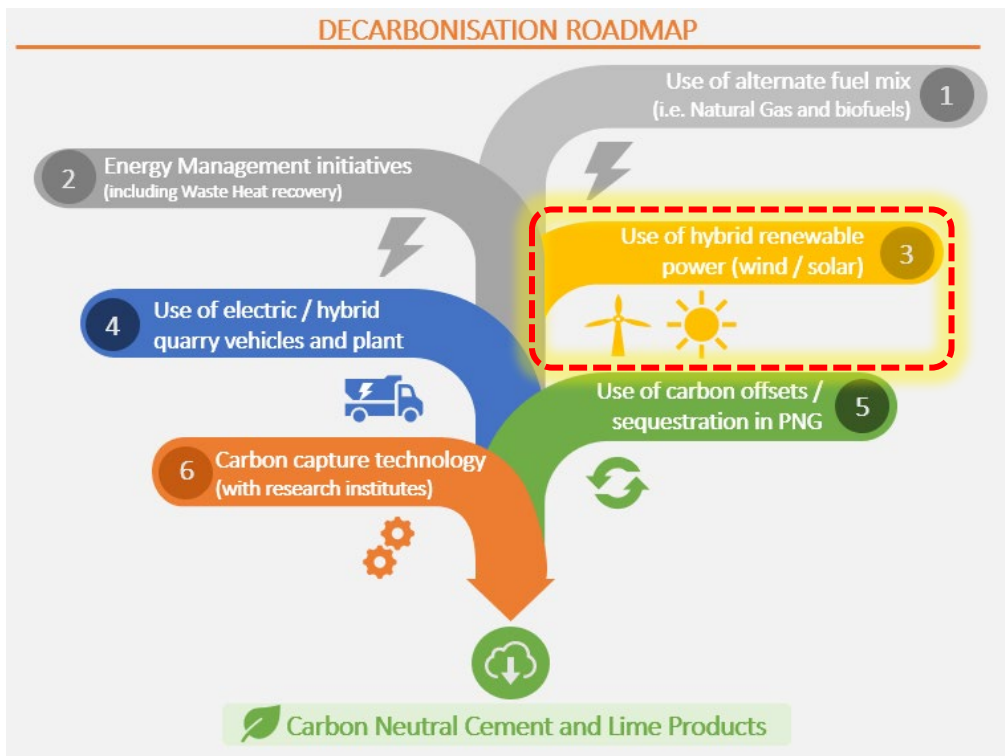 DECARBONISATION ROADMAP
Use of alternate fuel mix
(i.e. Natural Gas and biofuels)
1
2
Energy Management initiatives
(including Waste Heat recovery)
Use of hybrid renewable
power (wind / solar)
3
4
Use of electric / hybrid
quarry vehicles and plant
Use of carbon offsets /
sequestration in PNG
5
6
Carbon capture technology
(with research institutes)
Carbon Neutral Cement and Lime Products